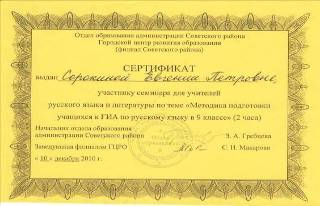 Отдел образования администрации Советского района
Городской центр развития образования
(филиал Советского района)
СЕРТИФИКАТ
выдан Сорокиной Евгении Петровне,
участнику семинара для учителей
русского языка и литературы по теме «Методика подготовки
учащихся к ГИА по русскому языку в 9 классе» (2 часа)
Начальник отдела образования
администрации Советского района Э. А. Гребцова
Заведующая филиалом ГЦРО С. Н. Макарова
« 10 » декабря 2010 г.